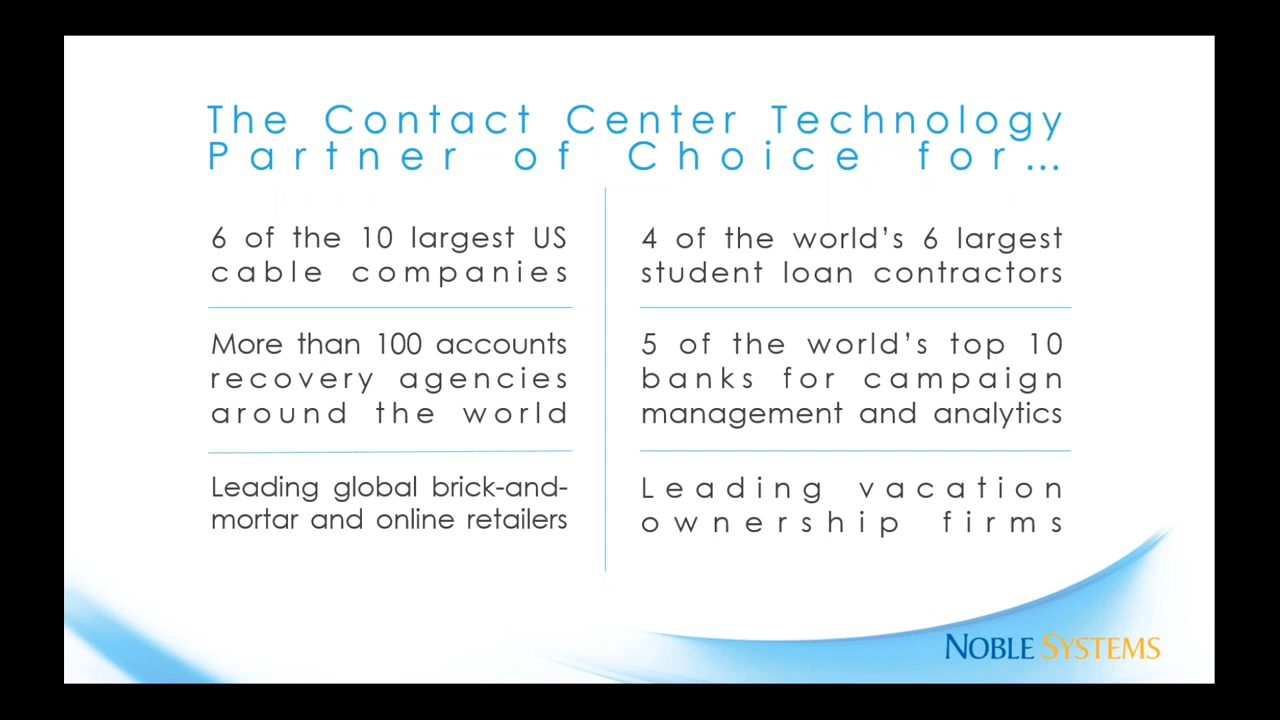 The Contact Center Technology
Partner of Choice for...
6 of the 10 largest US
cable companies
More than 100 accounts
recovery agencies
around the world
Leading global brick-and-
mortar and online retailers
4 of the world's 6 largest
student loan contractors
5 of the world's top 10
banks for campaign
management and analytics
Leading vacation
ownership firms
NOBLE SYSTEMS